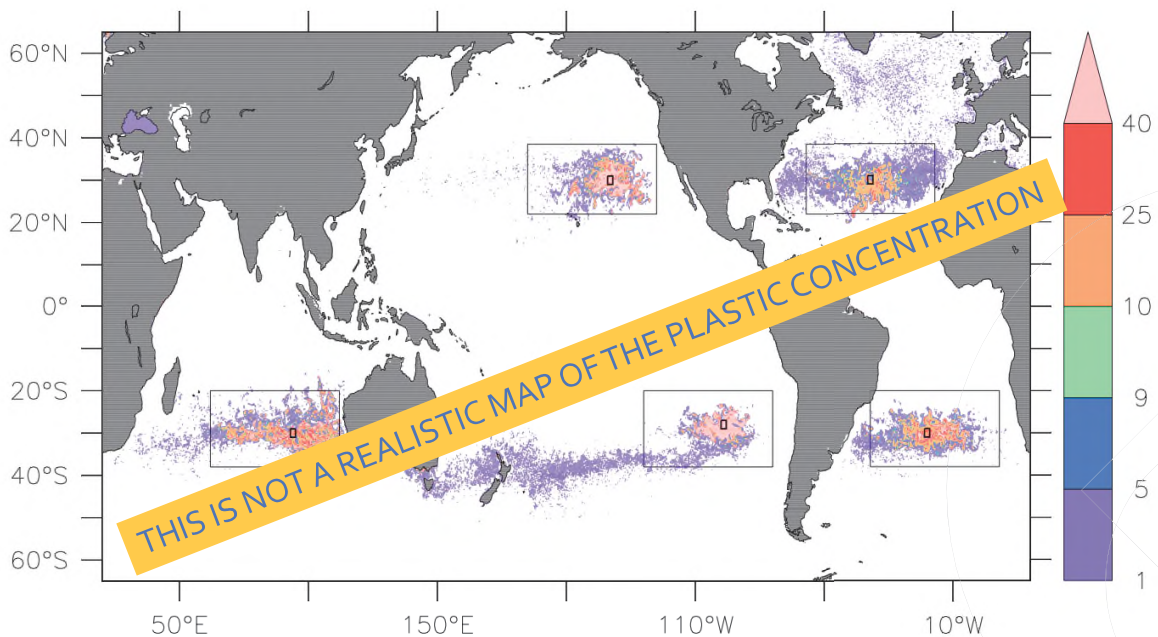 60°N
40°N
20°N
0°
20°S
40°S
60°S
50°E 150°E 110°W 10°W
THIS IS NOT A REALISTIC MAP OF THE PLASTIC CONCENTRATION
40
25
10
9
5
1